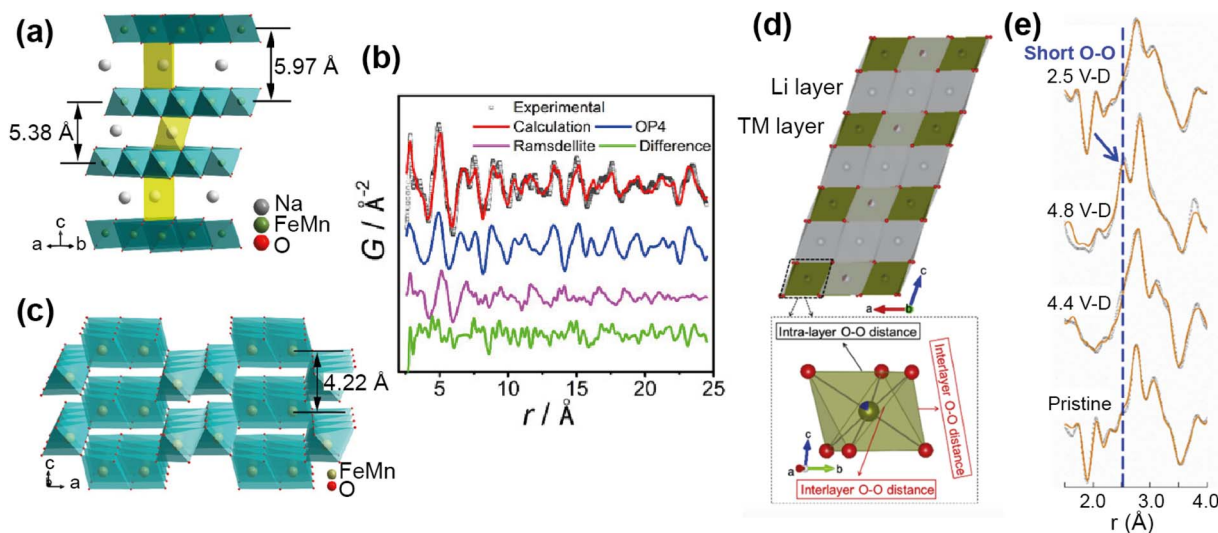 (a)
5.97 Å
5.38 Å
Na
FeMn
O
c
a
b
(b)
Experimental
Calculation
OP4
Ramsdellite
Difference
G / Å⁻²
5
10
15
20
25
r / Å
(c)
4.22 Å
c
a
FeMn
O
(d)
Li layer
TM layer
c
a
b
Intra-layer O-O distance
Interlayer O-O distance
Interlayer O-O distance
c
a
b
(e)
Short O-O
2.5 V-D
4.8 V-D
4.4 V-D
Pristine
2.0
3.0
4.0
r (Å)